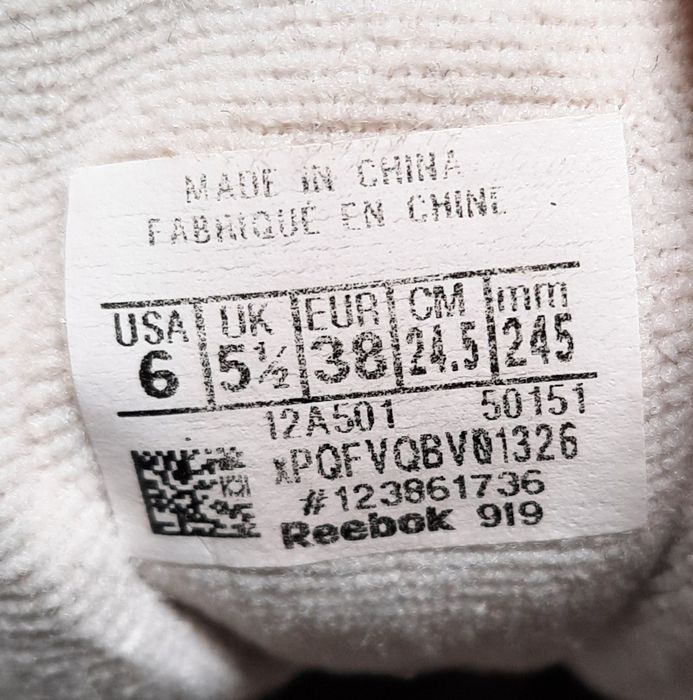 MADE IN CHINA
FABRIQUÉ EN CHINE
USA UK EUR CM mm
6 5½ 38 24.5 245
12A501 50151
xPQFVQBV01326
#123861736
Reebok 919